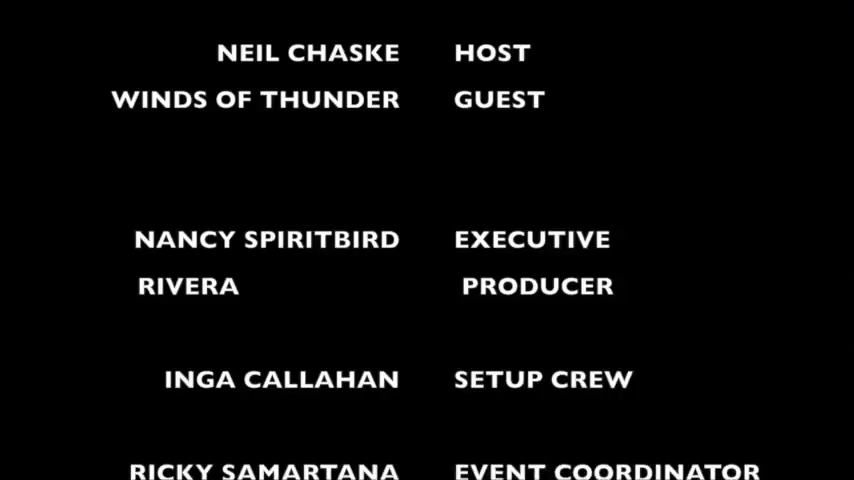 NEIL CHASKE HOST
WINDS OF THUNDER GUEST
NANCY SPIRITBIRD EXECUTIVE
RIVERA PRODUCER
INGA CALLAHAN SETUP CREW
RICKY SAMARTANA EVENT COORDINATOR